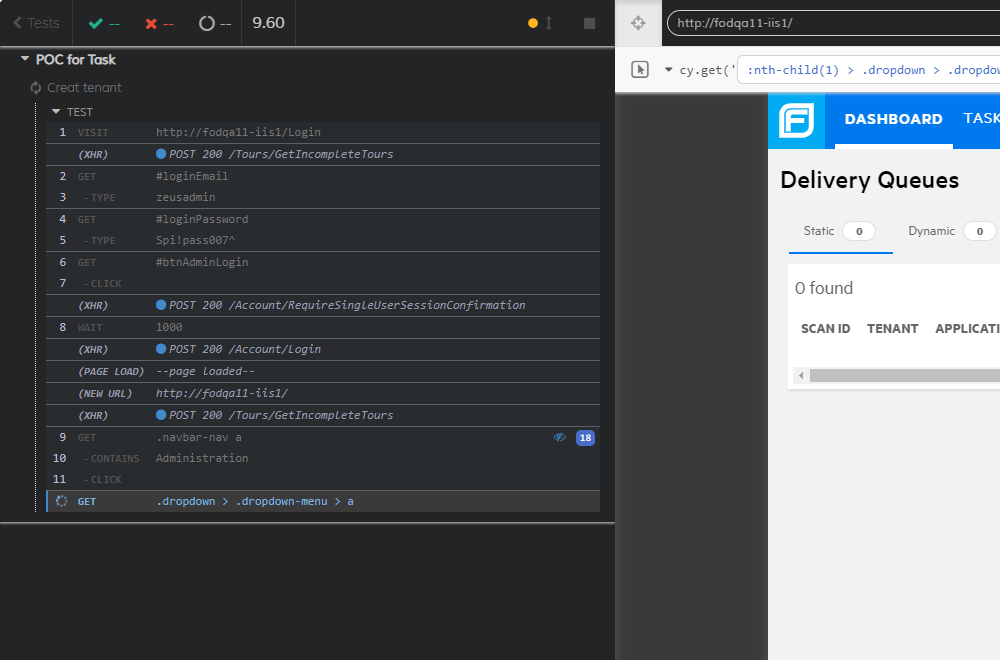 Tests -- -- -- 9.60
POC for Task
Creat tenant
TEST
1 VISIT http://fodqa11-iis1/Login
(XHR) POST 200 /Tours/GetIncompleteTours
2 GET #loginEmail
3 -TYPE zeusadmin
4 GET #loginPassword
5 -TYPE Spi!pass007^
6 GET #btnAdminLogin
7 -CLICK
(XHR) POST 200 /Account/RequireSingleUserSessionConfirmation
8 WAIT 1000
(XHR) POST 200 /Account/Login
(PAGE LOAD) --page loaded--
(NEW URL) http://fodqa11-iis1/
(XHR) POST 200 /Tours/GetIncompleteTours
9 GET .navbar-nav a 18
10 -CONTAINS Administration
11 -CLICK
GET .dropdown > .dropdown-menu > a
http://fodqa11-iis1/
cy.get(' :nth-child(1) > .dropdown > .dropdow
DASHBOARD TASK
Delivery Queues
Static 0 Dynamic 0
0 found
SCAN ID TENANT APPLICATI